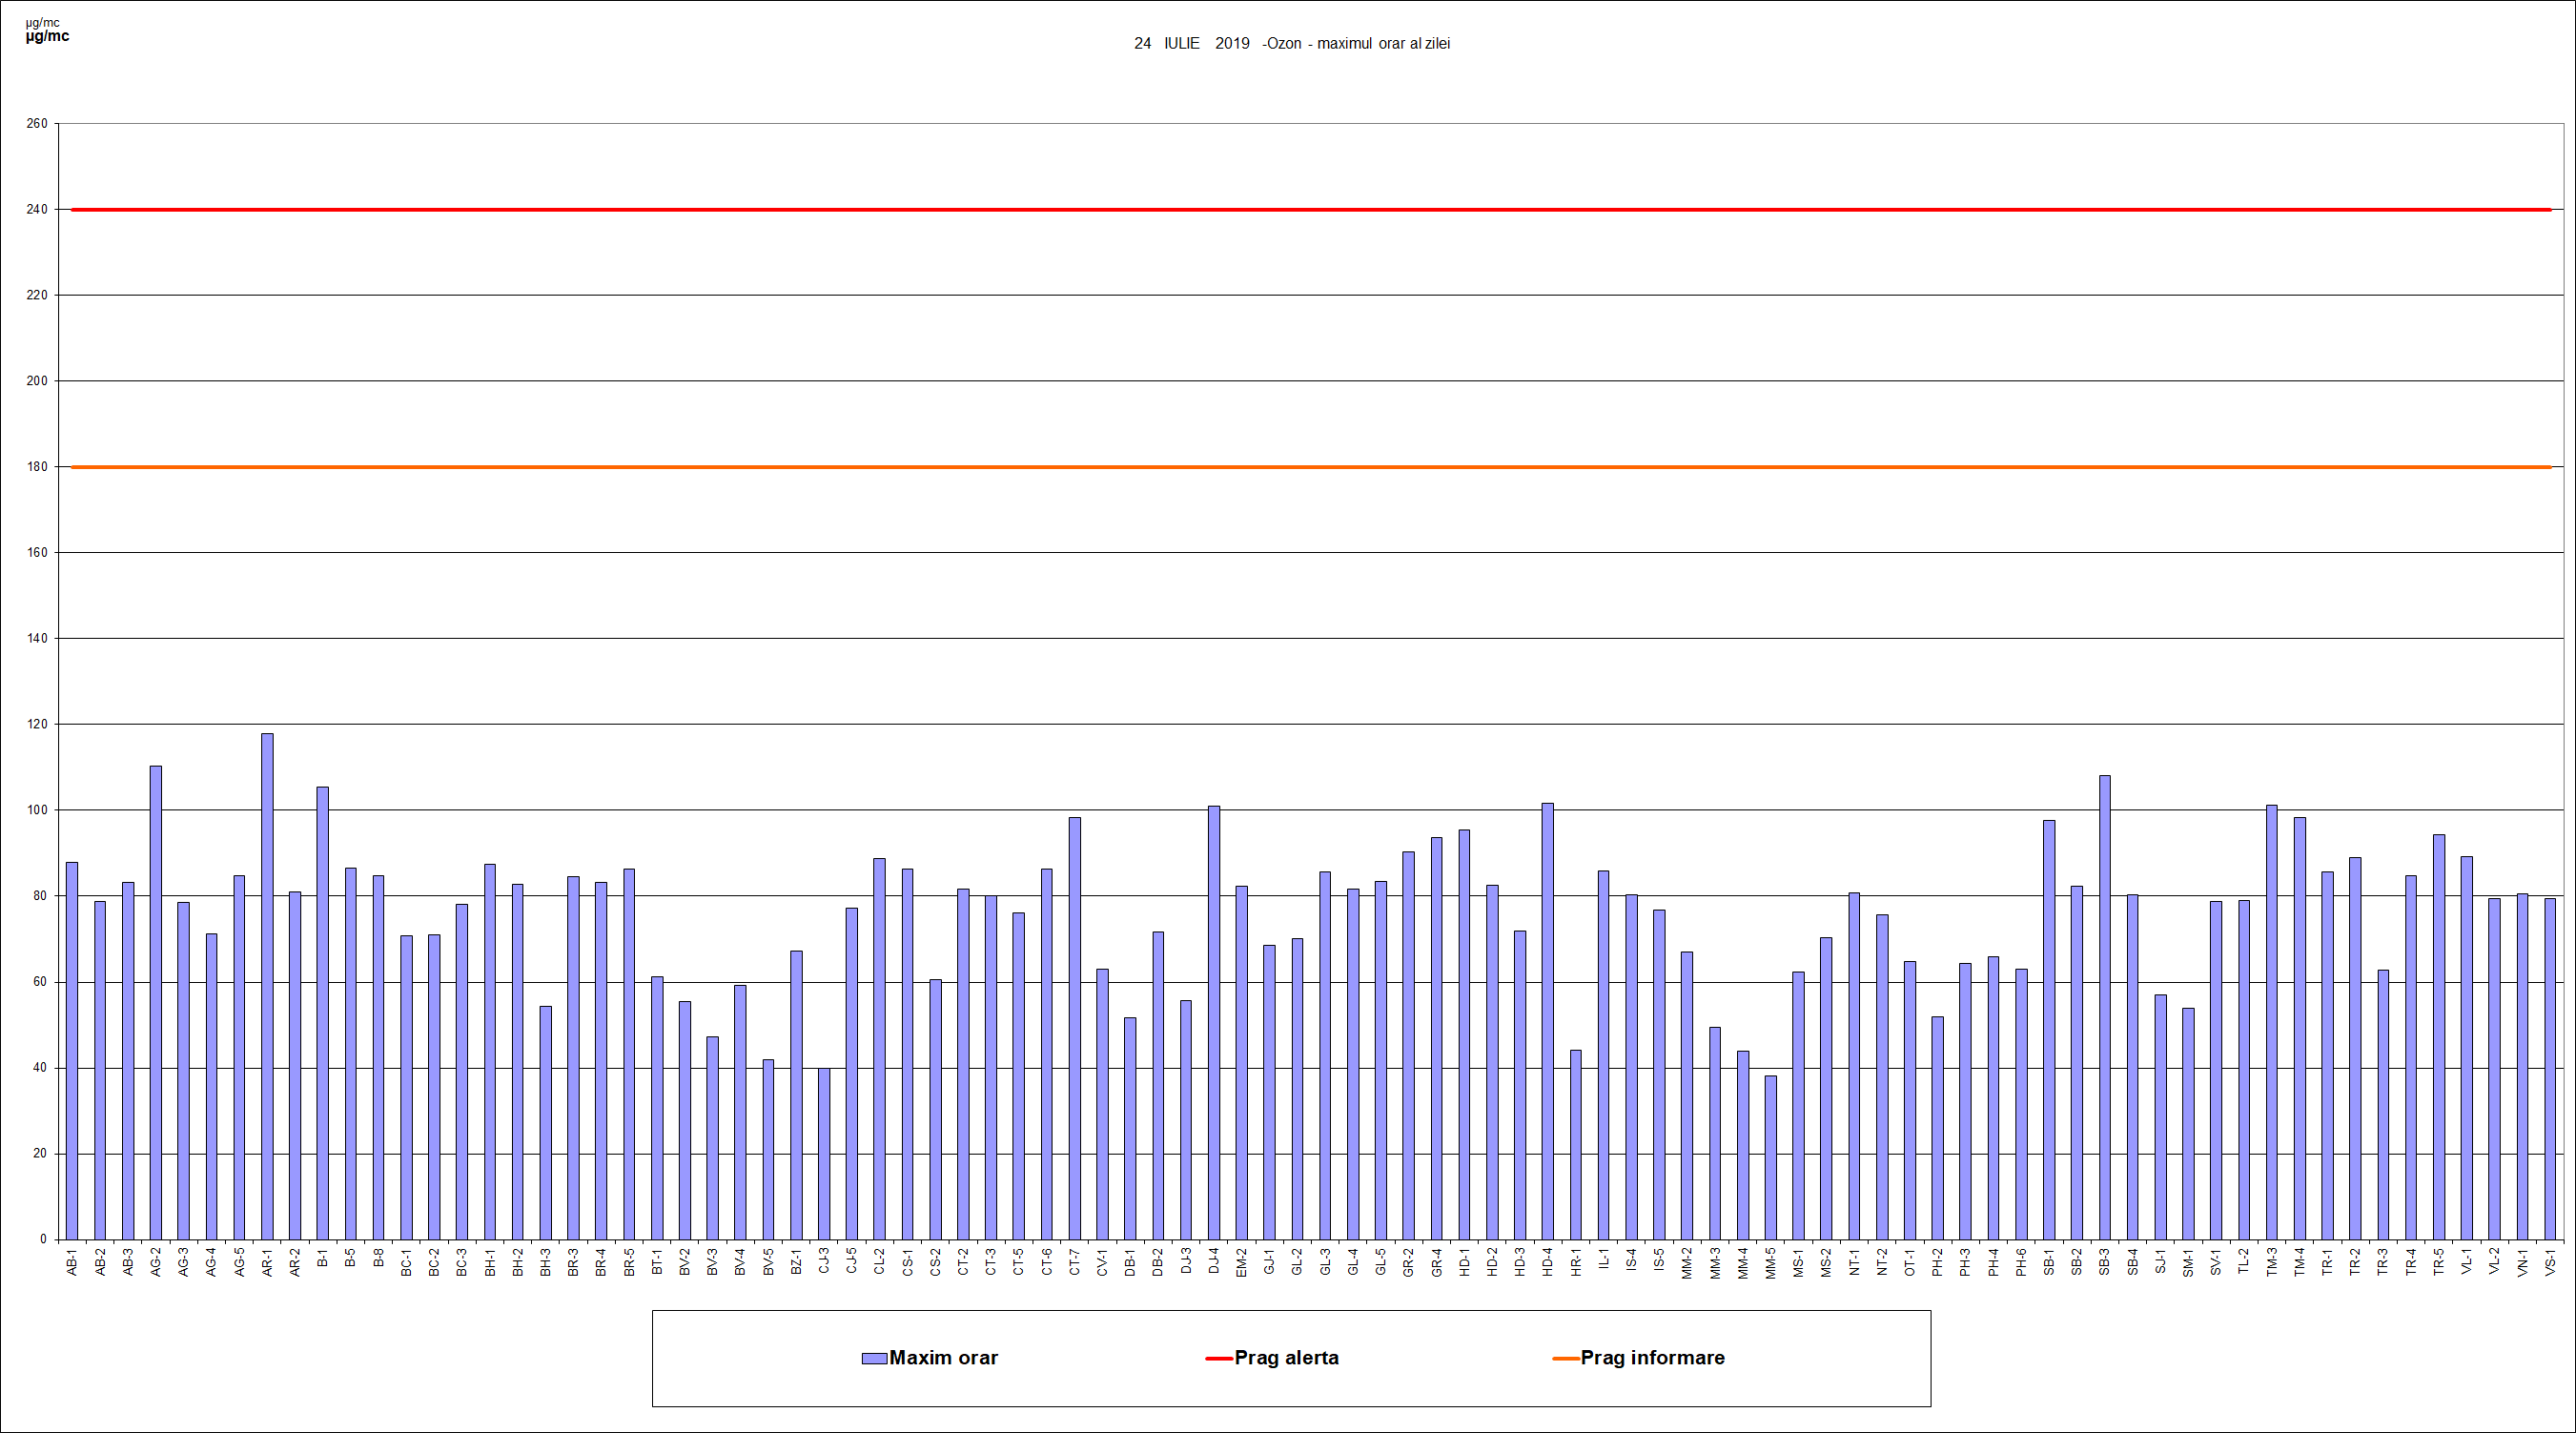 µg/mc
µg/mc
24 IULIE 2019 -Ozon - maximul orar al zilei
260
240
220
200
180
160
140
120
100
80
60
40
20
0
AB-1 AB-2 AB-3 AG-2 AG-3 AG-4 AG-5 AR-1 AR-2 B-1 B-5 B-8 BC-1 BC-2 BC-3 BH-1 BH-2 BH-3 BR-3 BR-4 BR-5 BT-1 BV-2 BV-3 BV-4 BV-5 BZ-1 CJ-3 CJ-5 CL-2 CS-1 CS-2 CT-2 CT-3 CT-5 CT-6 CT-7 CV-1 DB-1 DB-2 DJ-3 DJ-4 EM-2 GJ-1 GL-2 GL-3 GL-4 GL-5 GR-2 GR-4 HD-1 HD-2 HD-3 HD-4 HR-1 IL-1 IS-4 IS-5 MM-2 MM-3 MM-4 MM-5 MS-1 MS-2 NT-1 NT-2 OT-1 PH-2 PH-3 PH-4 PH-6 SB-1 SB-2 SB-3 SB-4 SJ-1 SM-1 SV-1 TL-2 TM-3 TM-4 TR-1 TR-2 TR-3 TR-4 TR-5 VL-1 VL-2 VN-1 VS-1
Maxim orar Prag alerta Prag informare